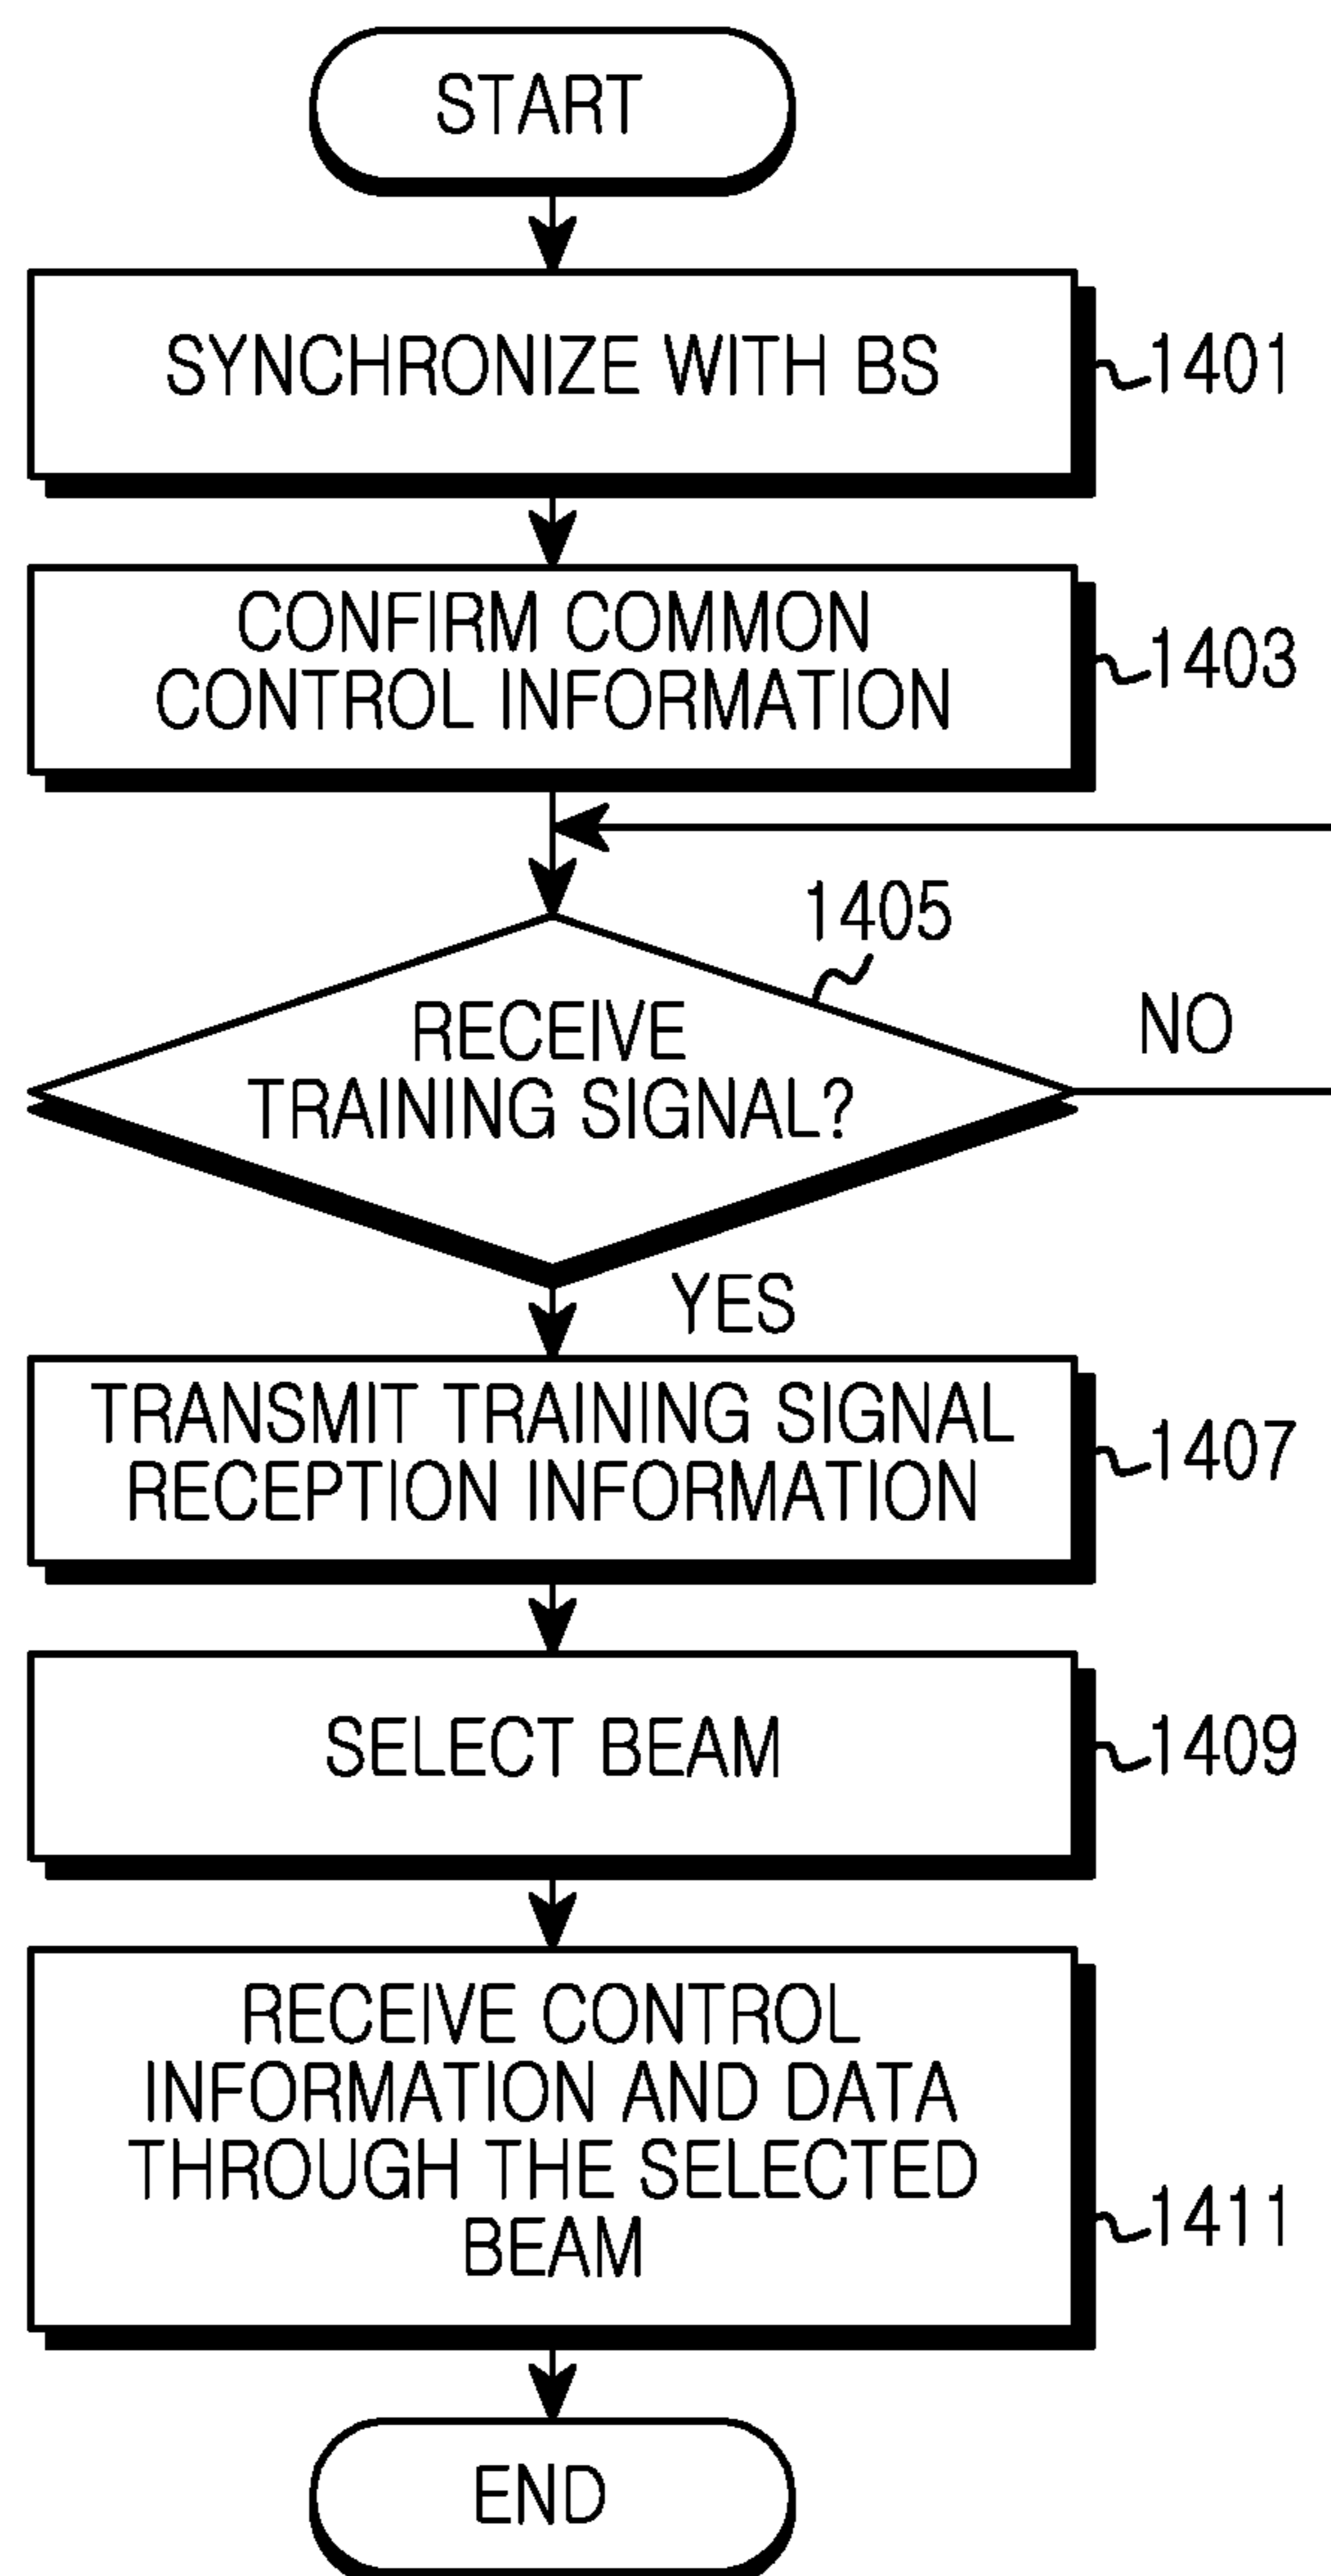 START
SYNCHRONIZE WITH BS
1401
CONFIRM COMMON
CONTROL INFORMATION
1403
1405
RECEIVE
TRAINING SIGNAL?
NO
YES
TRANSMIT TRAINING SIGNAL
RECEPTION INFORMATION
1407
SELECT BEAM
1409
RECEIVE CONTROL
INFORMATION AND DATA
THROUGH THE SELECTED
BEAM
1411
END